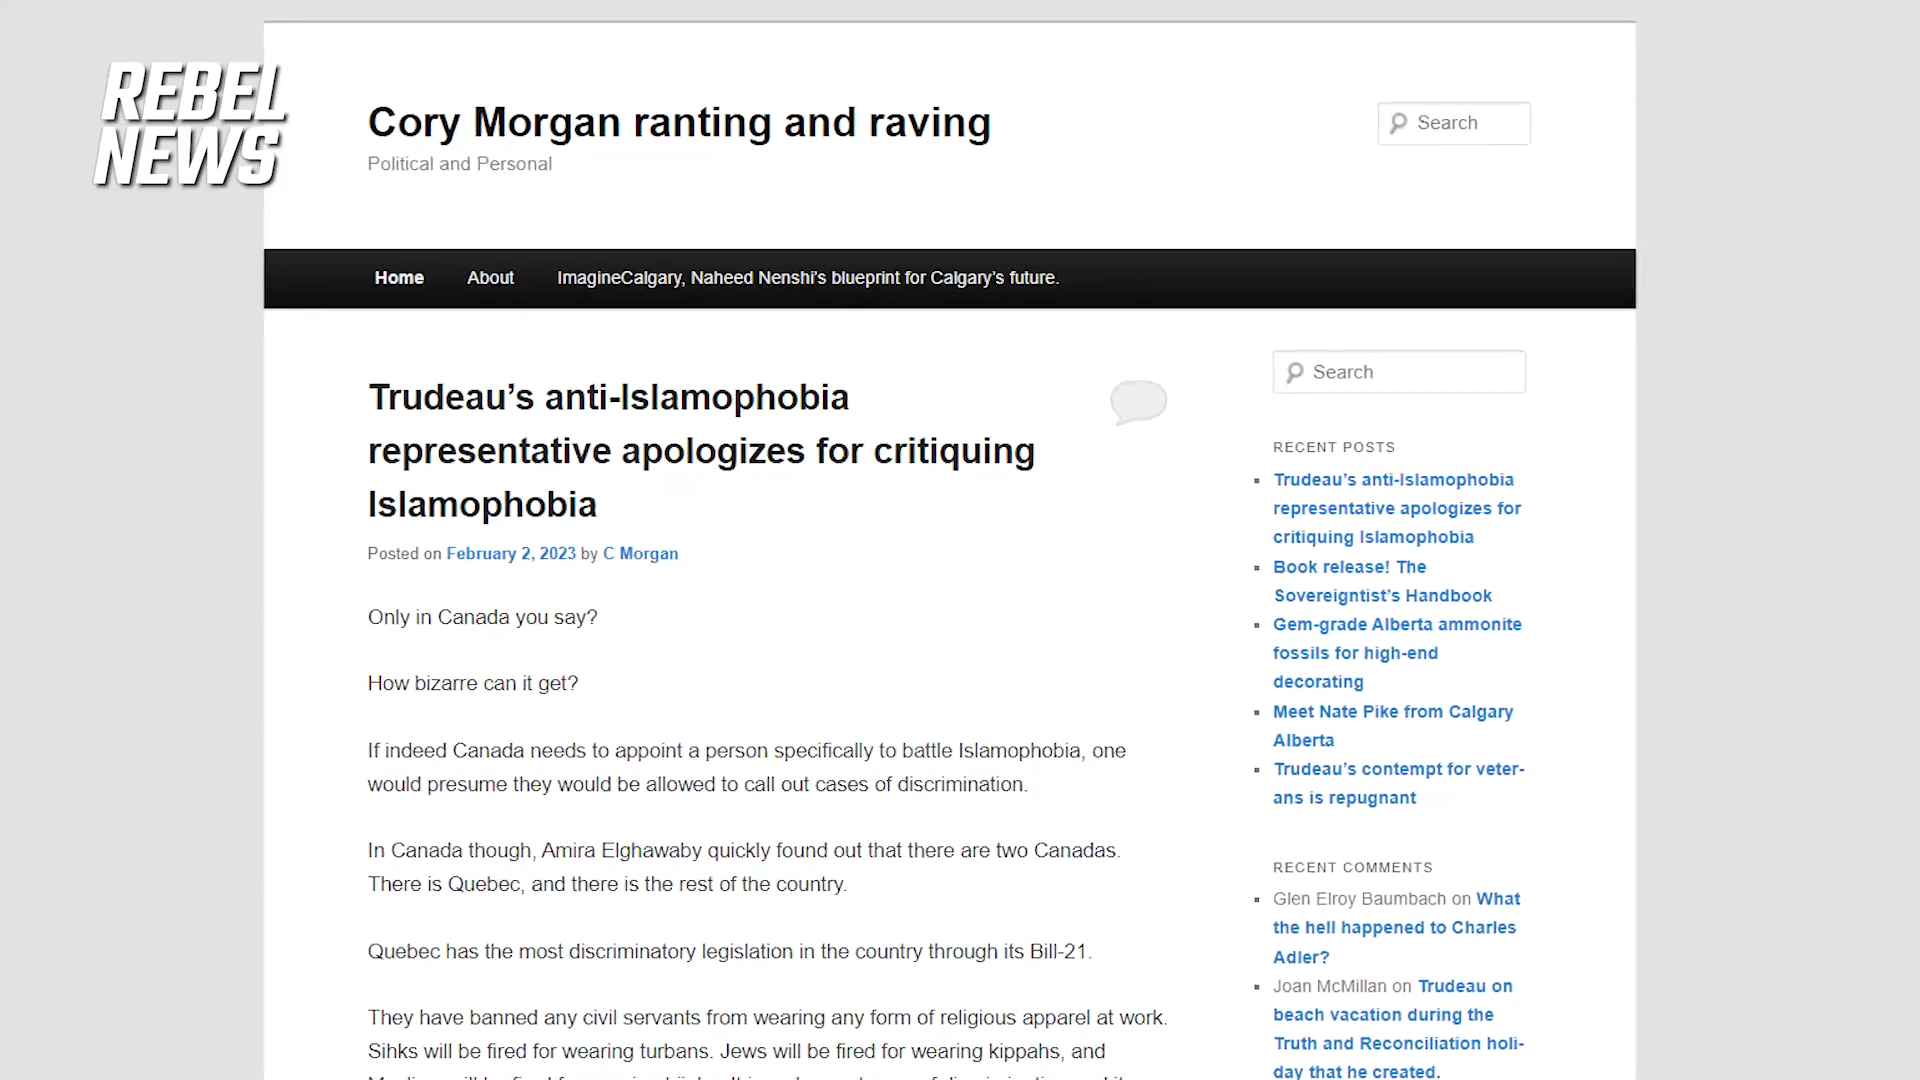 REBEL
NEWS
Cory Morgan ranting and raving
Political and Personal
Search
Home About ImagineCalgary, Naheed Nenshi's blueprint for Calgary's future.
Trudeau’s anti-Islamophobia
representative apologizes for critiquing
Islamophobia
Posted on February 2, 2023 by C Morgan
Only in Canada you say?
How bizarre can it get?
If indeed Canada needs to appoint a person specifically to battle Islamophobia, one
would presume they would be allowed to call out cases of discrimination.
In Canada though, Amira Elghawaby quickly found out that there are two Canadas.
There is Quebec, and there is the rest of the country.
Quebec has the most discriminatory legislation in the country through its Bill-21.
They have banned any civil servants from wearing any form of religious apparel at work.
Sihks will be fired for wearing turbans. Jews will be fired for wearing kippahs, and
Search
RECENT POSTS
Trudeau’s anti-Islamophobia
representative apologizes for
critiquing Islamophobia
Book release! The
Sovereigntist’s Handbook
Gem-grade Alberta ammonite
fossils for high-end
decorating
Meet Nate Pike from Calgary
Alberta
Trudeau’s contempt for veter-
ans is repugnant
RECENT COMMENTS
Glen Elroy Baumbach on What
the hell happened to Charles
Adler?
Joan McMillan on Trudeau on
beach vacation during the
Truth and Reconciliation holi-
day that he created.